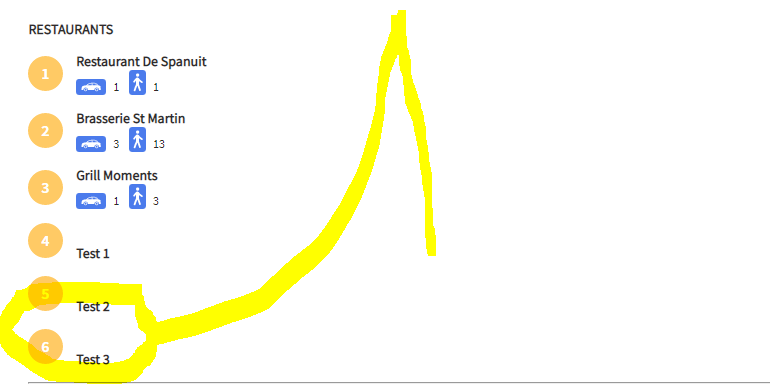 RESTAURANTS
1 Restaurant De Spanuit
1 1
2 Brasserie St Martin
3 13
3 Grill Moments
1 3
4 Test 1
5 Test 2
6 Test 3